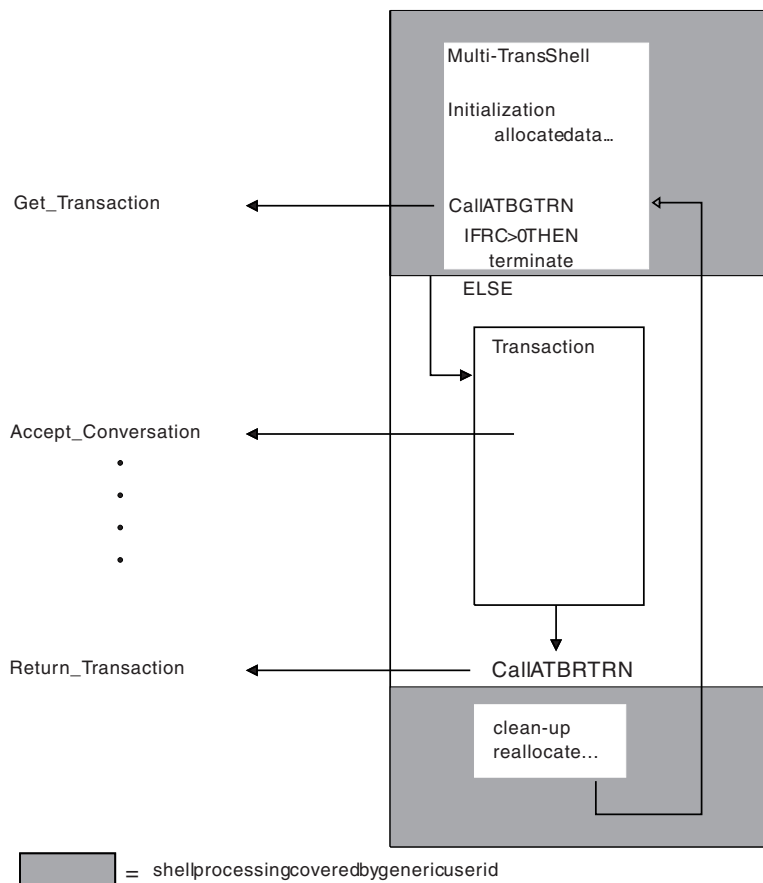 Multi-TransShell
Initialization
allocatedata...
Get_Transaction
CallATBGTRN
IFRC>0THEN
terminate
ELSE
Transaction
Accept_Conversation
Return_Transaction
CallATBRTRN
clean-up
reallocate...
= shellprocessingcoveredbygenericuserid